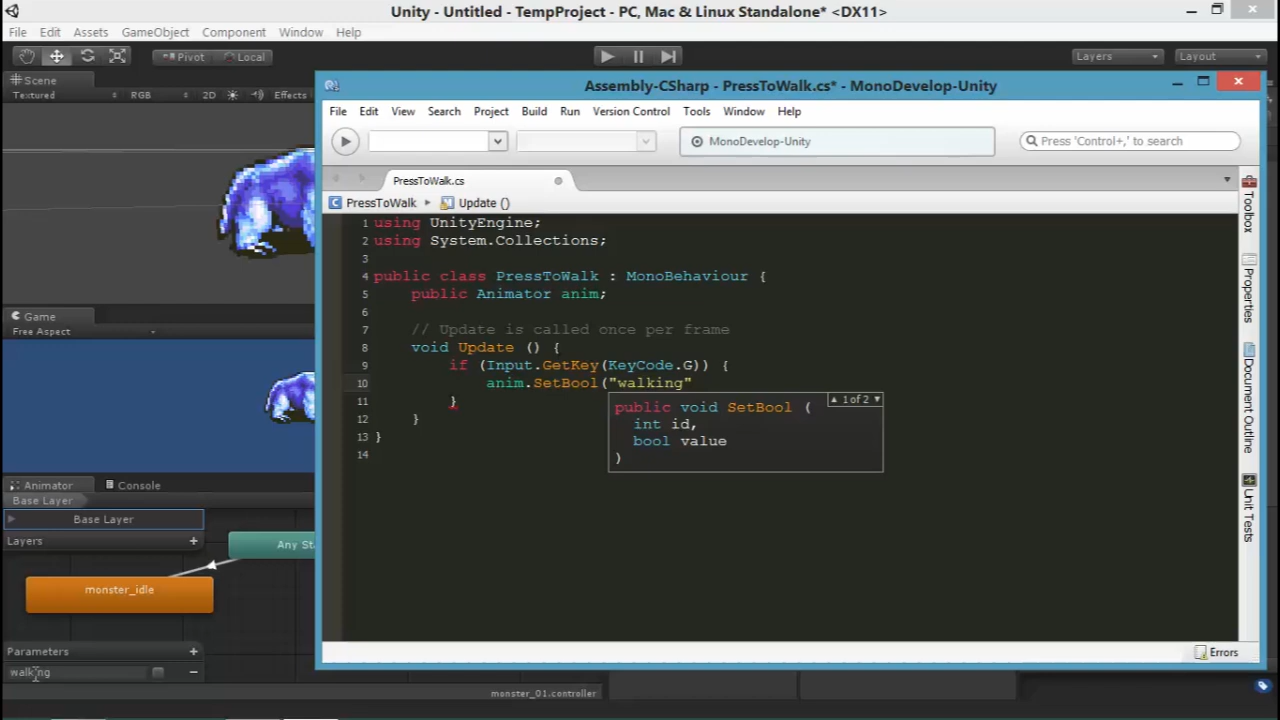 Unity - Untitled - TempProject - PC, Mac & Linux Standalone* <DX11>
File Edit Assets GameObject Component Window Help
Pivot Local Layers Layout
Scene
Textured RGB 2D Effects
Assembly-CSharp - PressToWalk.cs* - MonoDevelop-Unity
File Edit View Search Project Build Run Version Control Tools Window Help
MonoDevelop-Unity Press 'Control+,' to search
PressToWalk.cs
PressToWalk Update ()
1 using UnityEngine;
2 using System.Collections;
3
4 public class PressToWalk : MonoBehaviour {
5 public Animator anim;
6
7 // Update is called once per frame
8 void Update () {
9 if (Input.GetKey(KeyCode.G)) {
10 anim.SetBool("walking"
11 }
12 }
13 }
14
1 of 2
public void SetBool (
int id,
bool value
)
Toolbox
Properties
Document Outline
Unit Tests
Errors
Game
Free Aspect
Animator Console
Base Layer
Base Layer
Layers +
Any St
monster_idle
Parameters +
walking
monster_01.controller